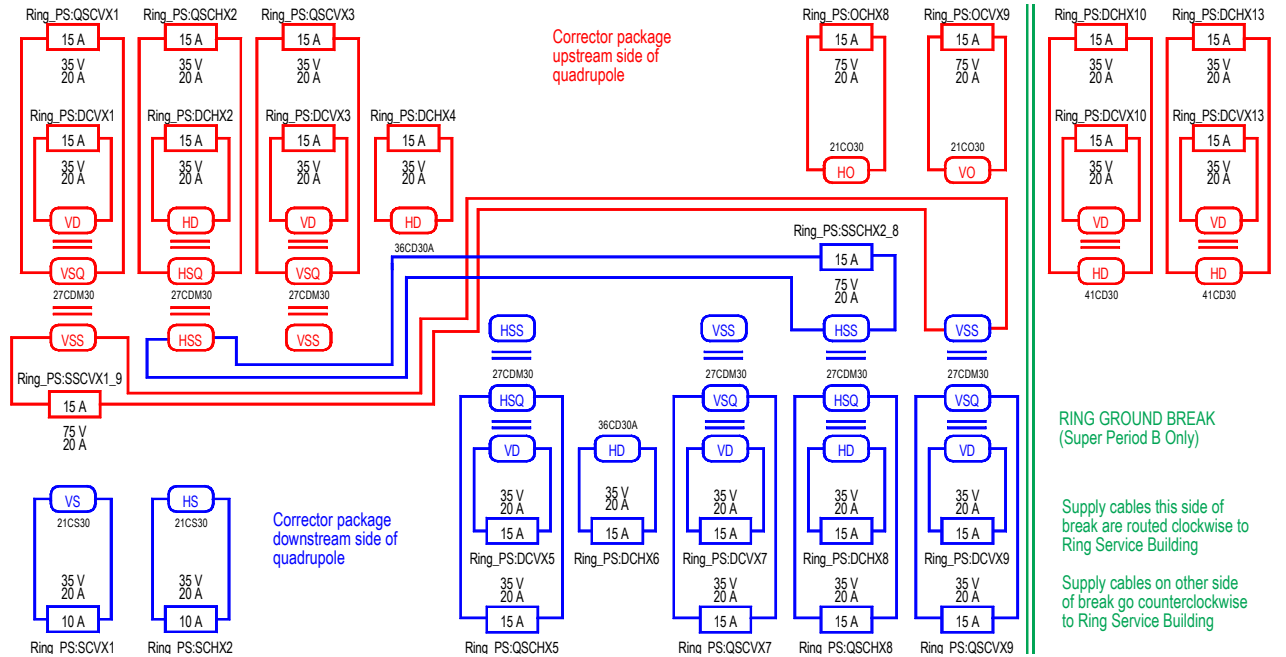 Ring_PS:QSCVX1
Ring_PS:QSCHX2
Ring_PS:QSCVX3
Ring_PS:OCHX8
Ring_PS:OCVX9
Ring_PS:DCHX10
Ring_PS:DCHX13
15 A
15 A
15 A
15 A
15 A
15 A
15 A
35 V
20 A
35 V
20 A
35 V
20 A
75 V
20 A
75 V
20 A
35 V
20 A
35 V
20 A
Corrector package
upstream side of
quadrupole
Ring_PS:DCVX1
Ring_PS:DCHX2
Ring_PS:DCVX3
Ring_PS:DCHX4
Ring_PS:DCVX10
Ring_PS:DCVX13
15 A
15 A
15 A
15 A
15 A
15 A
35 V
20 A
35 V
20 A
35 V
20 A
35 V
20 A
35 V
20 A
35 V
20 A
21CO30
21CO30
HO
VO
VD
HD
VD
HD
VD
VD
36CD30A
Ring_PS:SSCHX2_8
15 A
75 V
20 A
VSQ
HSQ
VSQ
HD
HD
27CDM30
27CDM30
27CDM30
41CD30
41CD30
VSS
HSS
VSS
HSS
VSS
HSS
VSS
Ring_PS:SSCVX1_9
15 A
75 V
20 A
27CDM30
27CDM30
27CDM30
27CDM30
HSQ
VSQ
HSQ
VSQ
36CD30A
VD
HD
VD
HD
VD
RING GROUND BREAK
(Super Period B Only)
VS
HS
21CS30
21CS30
Corrector package
downstream side of
quadrupole
35 V
20 A
35 V
20 A
35 V
20 A
35 V
20 A
35 V
20 A
15 A
15 A
15 A
15 A
15 A
Ring_PS:DCVX5
Ring_PS:DCHX6
Ring_PS:DCVX7
Ring_PS:DCHX8
Ring_PS:DCVX9
Supply cables this side of
break are routed clockwise to
Ring Service Building
35 V
20 A
35 V
20 A
35 V
20 A
35 V
20 A
35 V
20 A
35 V
20 A
10 A
10 A
15 A
15 A
15 A
15 A
Ring_PS:SCVX1
Ring_PS:SCHX2
Ring_PS:QSCHX5
Ring_PS:QSCVX7
Ring_PS:QSCHX8
Ring_PS:QSCVX9
Supply cables on other side
of break go counterclockwise
to Ring Service Building